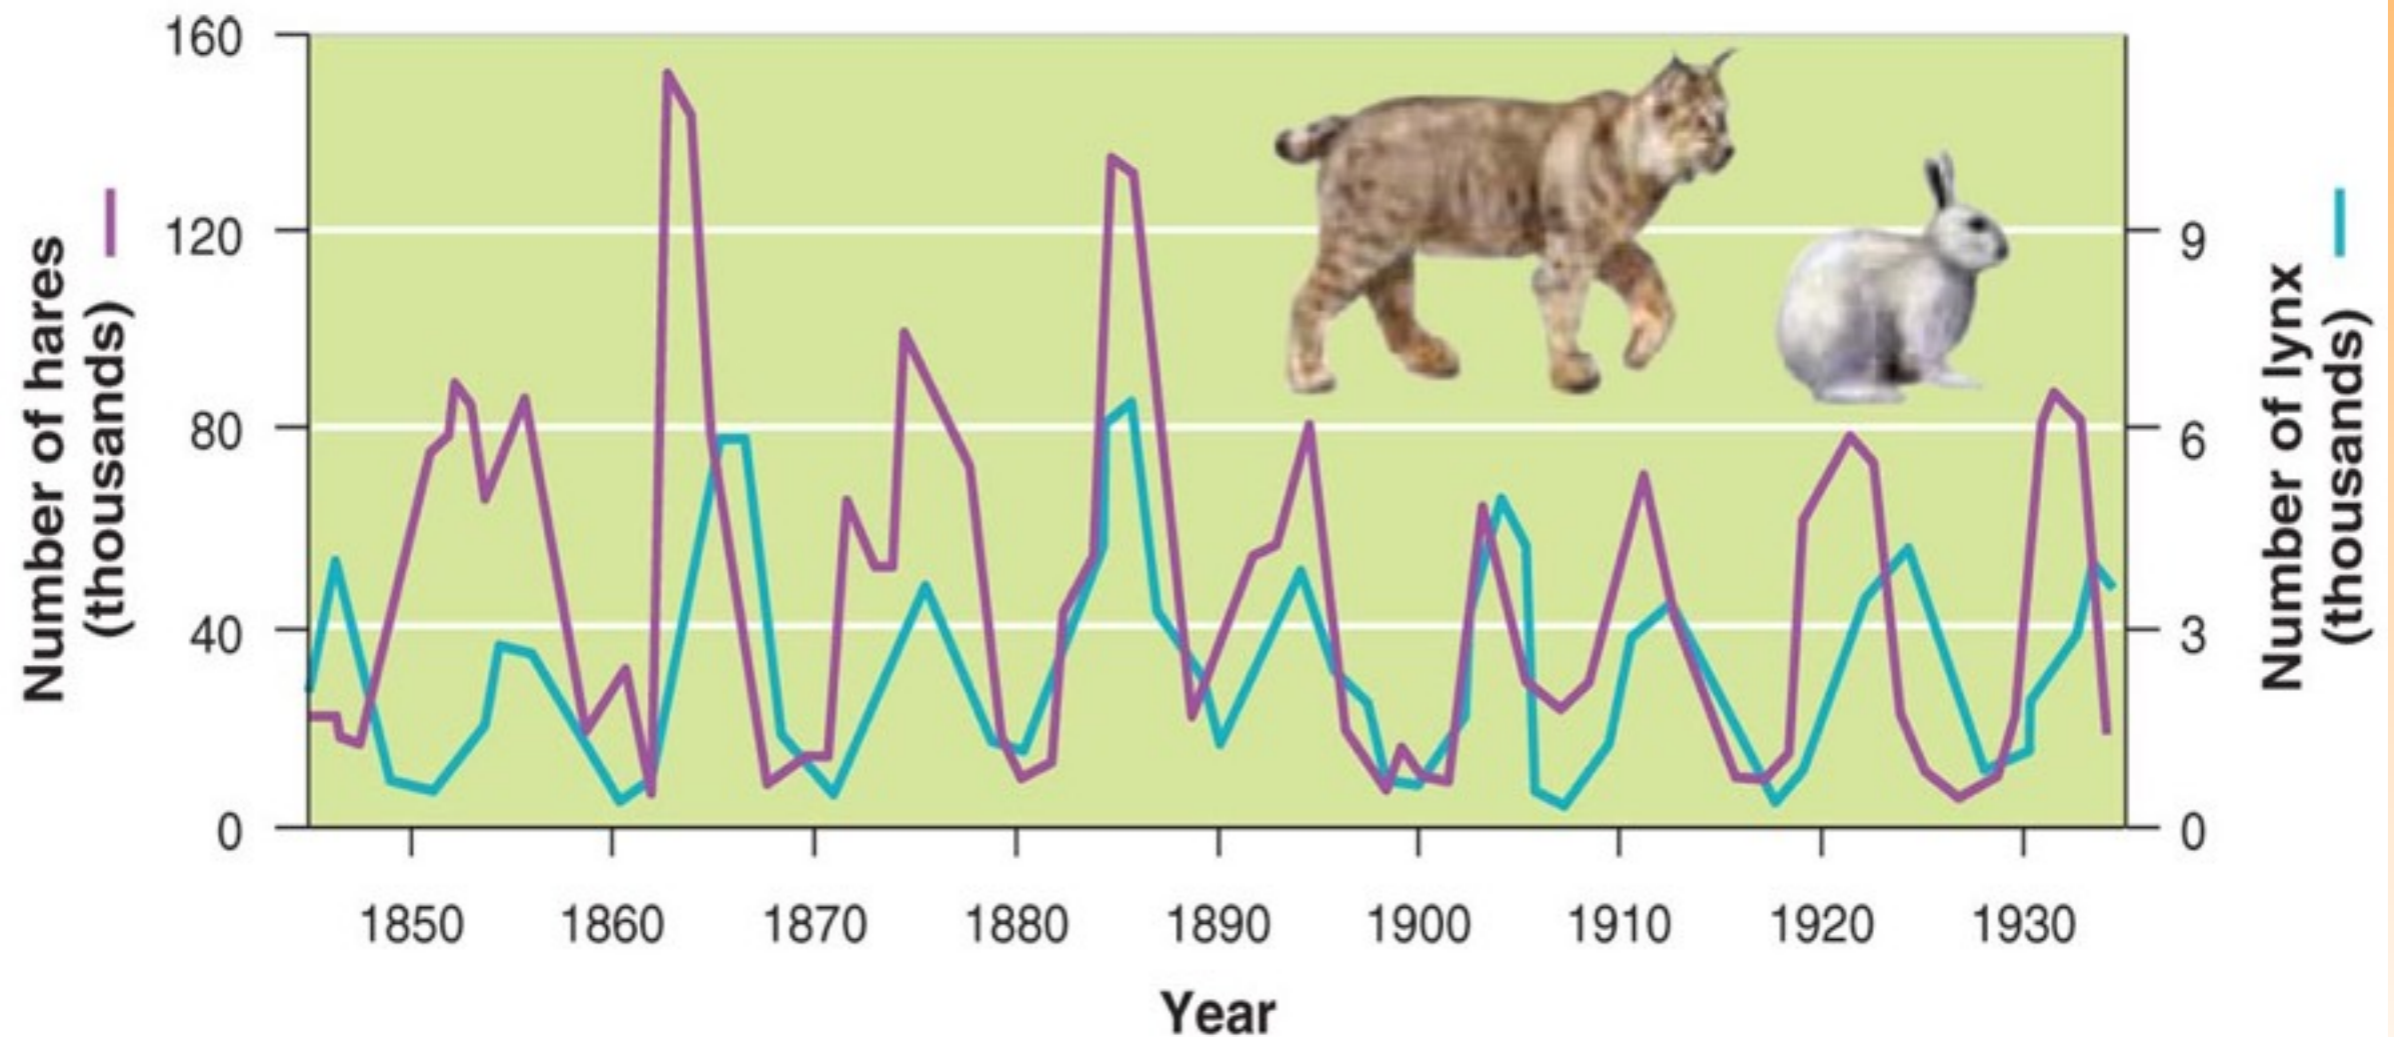 Number of hares
(thousands)
160
120
80
40
0
9
6
3
0
Number of lynx
(thousands)
1850 1860 1870 1880 1890 1900 1910 1920 1930
Year